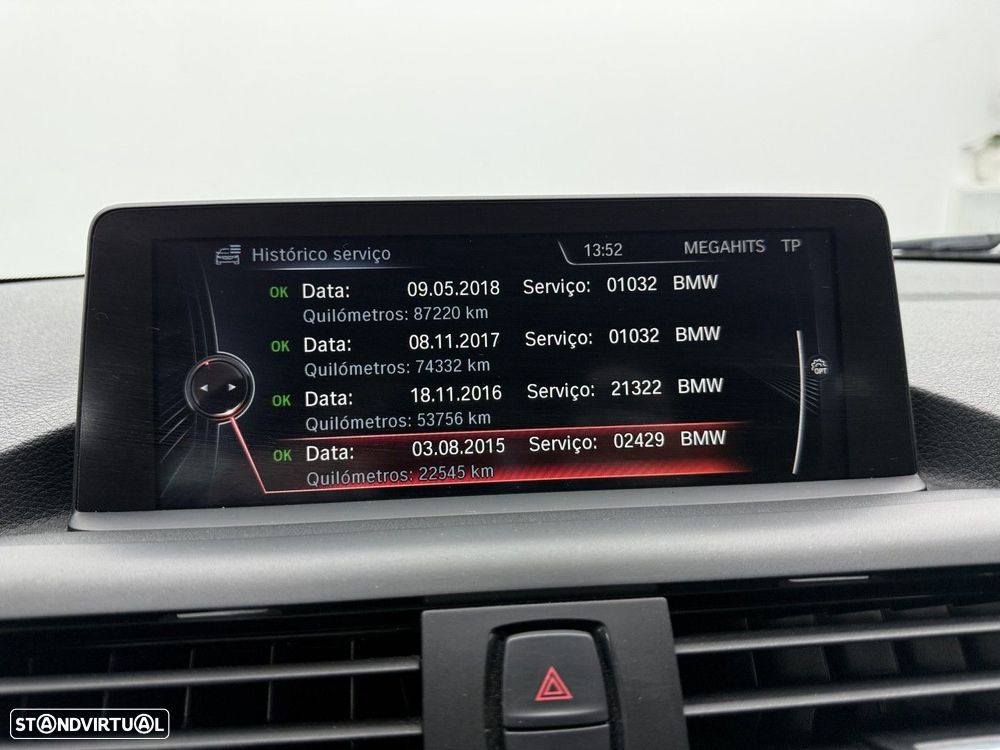 Histórico serviço 13:52 MEGAHITS TP
OK Data: 09.05.2018 Serviço: 01032 BMW
Quilómetros: 87220 km
OK Data: 08.11.2017 Serviço: 01032 BMW
Quilómetros: 74332 km
OPT
OK Data: 18.11.2016 Serviço: 21322 BMW
Quilómetros: 53756 km
OK Data: 03.08.2015 Serviço: 02429 BMW
Quilómetros: 22545 km
STANDVIRTUAL